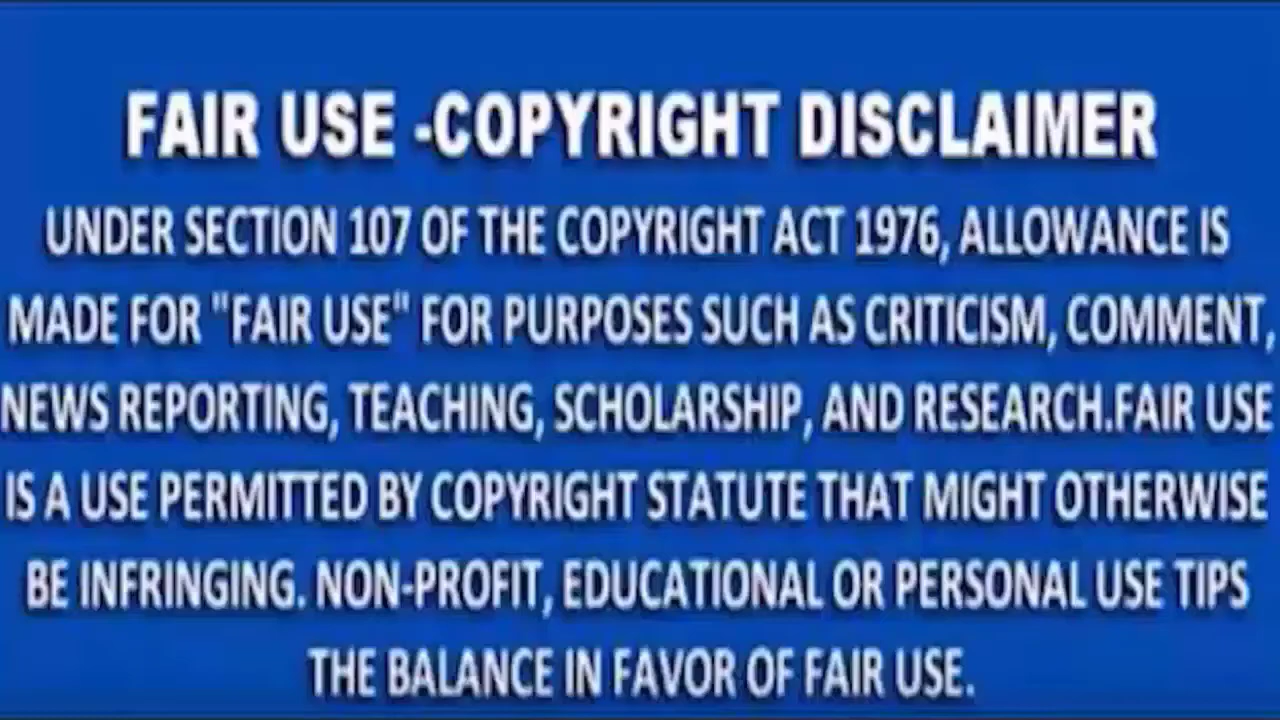 FAIR USE -COPYRIGHT DISCLAIMER
UNDER SECTION 107 OF THE COPYRIGHT ACT 1976, ALLOWANCE IS
MADE FOR "FAIR USE" FOR PURPOSES SUCH AS CRITICISM, COMMENT,
NEWS REPORTING, TEACHING, SCHOLARSHIP, AND RESEARCH.FAIR USE
IS A USE PERMITTED BY COPYRIGHT STATUTE THAT MIGHT OTHERWISE
BE INFRINGING. NON-PROFIT, EDUCATIONAL OR PERSONAL USE TIPS
THE BALANCE IN FAVOR OF FAIR USE.